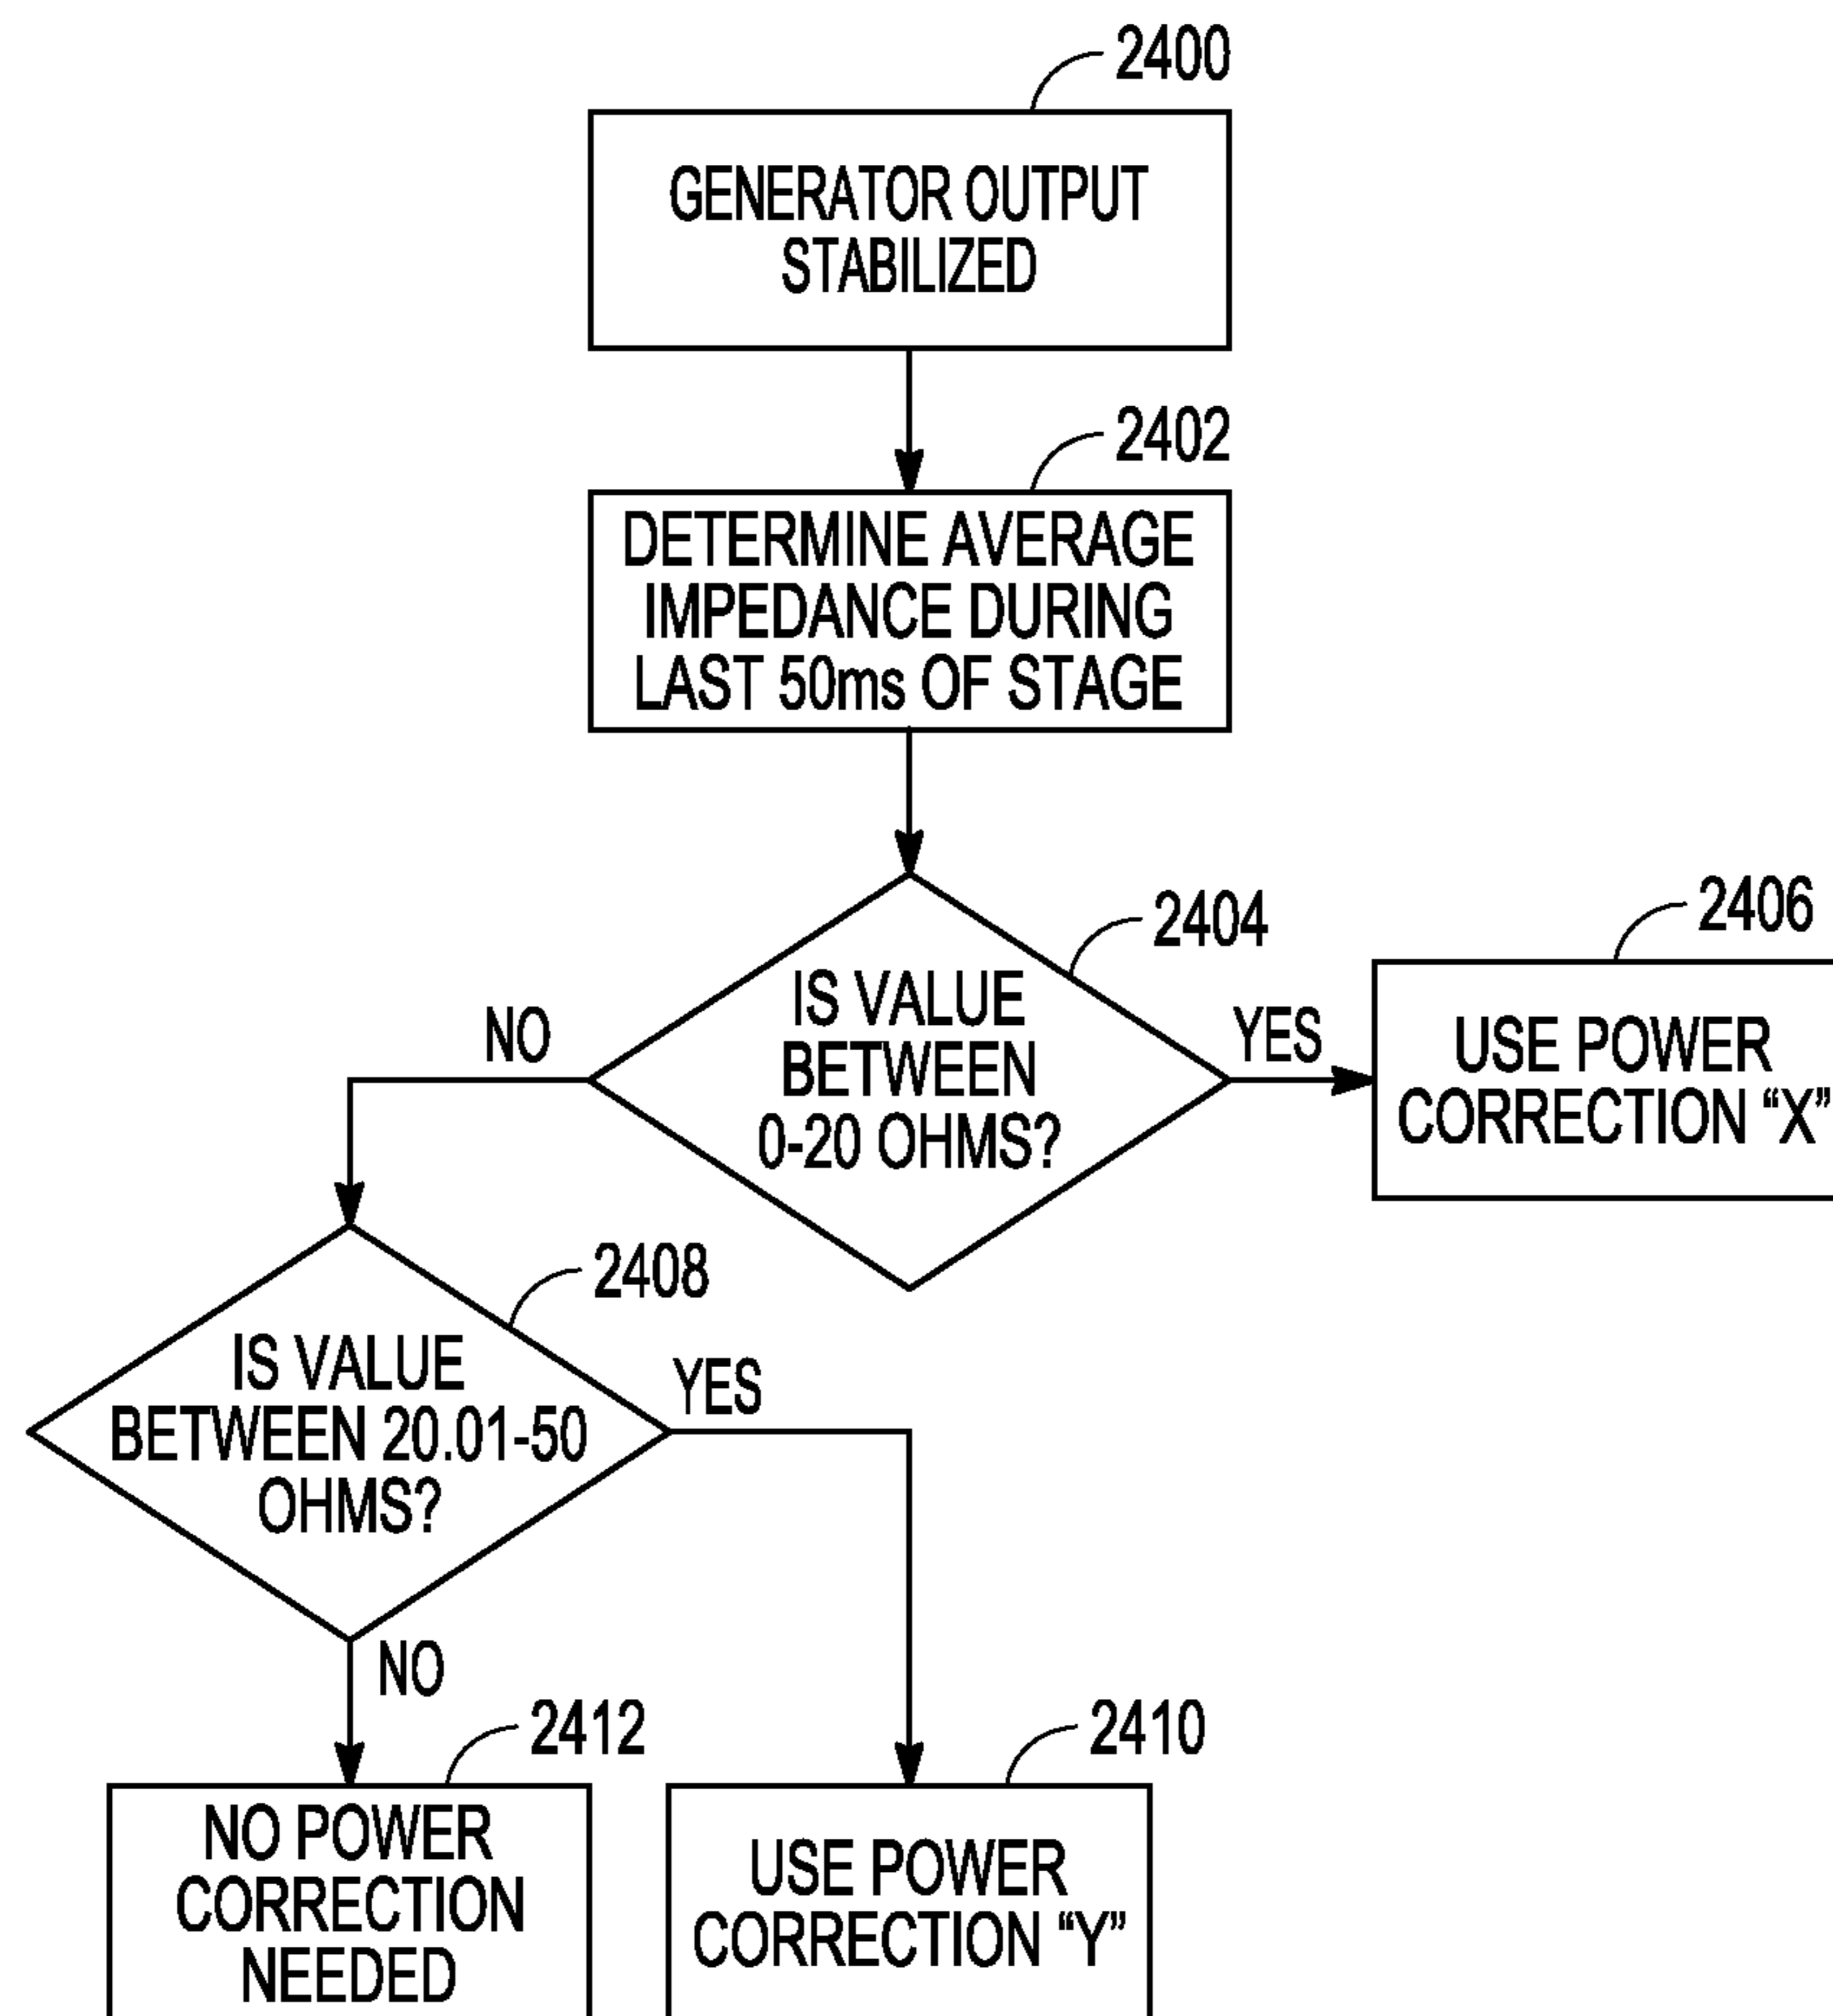 2400
GENERATOR OUTPUT
STABILIZED
2402
DETERMINE AVERAGE
IMPEDANCE DURING
LAST 50ms OF STAGE
2404
IS VALUE
BETWEEN
0-20 OHMS?
NO
YES
2406
USE POWER
CORRECTION “X”
2408
IS VALUE
BETWEEN 20.01-50
OHMS?
YES
NO
2412
NO POWER
CORRECTION
NEEDED
2410
USE POWER
CORRECTION “Y”